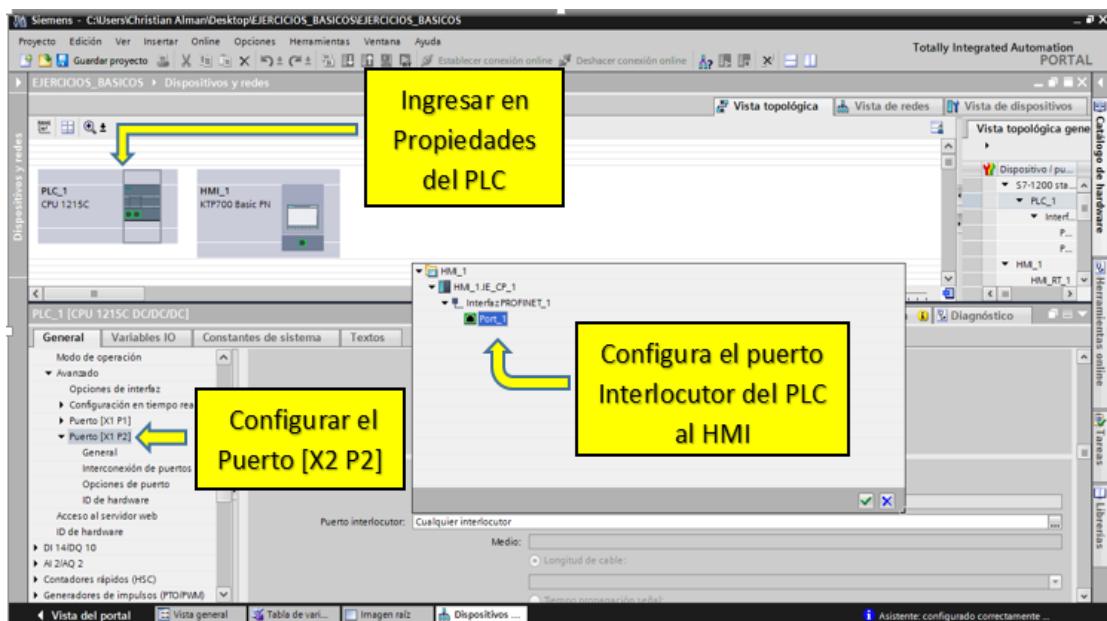 Siemens - C:\Users\Christian Alman\Desktop\EJERCICIOS_BASICOS\EJERCICIOS_BASICOS
Proyecto Edición Ver Insertar Online Opciones Herramientas Ventana Ayuda
Guardar proyecto
Establecer conexión online
Deshacer conexión online
Totally Integrated Automation
PORTAL
EJERCICIOS_BASICOS Dispositivos y redes
Vista topológica
Vista de redes
Vista de dispositivos
Dispositivos y redes
Ingresar en
Propiedades
del PLC
PLC_1
CPU 1215C
HMI_1
KTP700 Basic PN
Vista topológica gene
Dispositivo / pu...
S7-1200 sta...
PLC_1
Interf...
P...
P...
HMI_1
HMI_RT_1
Catálogo de hardware
Herramientas online
Tareas
Librerías
HMI_1
HMI_1.IE_CP_1
Interfaz PROFINET_1
Port_1
Configura el puerto
Interlocutor del PLC
al HMI
PLC_1 [CPU 1215C DC/DC/DC]
Diagnóstico
General Variables IO Constantes de sistema Textos
Modo de operación
Avanzado
Opciones de interfaz
Configuración en tiempo rea
Puerto [X1 P1]
Puerto [X1 P2]
General
Interconexión de puertos
Opciones de puerto
ID de hardware
Acceso al servidor web
ID de hardware
DI 14/DQ 10
AI 2/AQ 2
Contadores rápidos (HSC)
Generadores de impulsos (PTO/PWM)
Configurar el
Puerto [X2 P2]
Puerto interlocutor: Cualquier interlocutor
Medio:
Longitud de cable:
Tiempo propagación señal:
Vista del portal
Vista general
Tabla de vari...
Imagen raíz
Dispositivos ...
Asistente: configurado correctamente ...